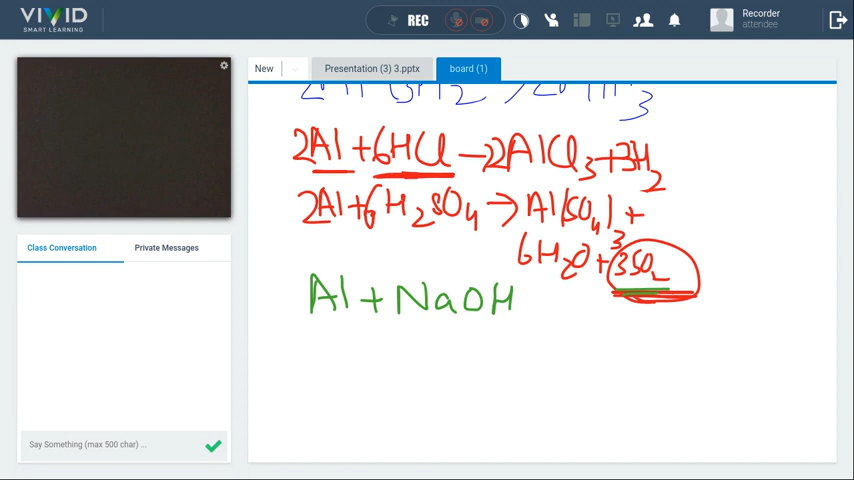 VIVID
SMART LEARNING
REC
Recorder
attendee
New
Presentation (3) 3.pptx
board (1)
2Al+6HCl—2AlCl3+3H2
2Al+6H2SO4→Al(SO4)3+
6H2O+3SO2
Al+NaOH
Class Conversation
Private Messages
Say Something (max 500 char) ...